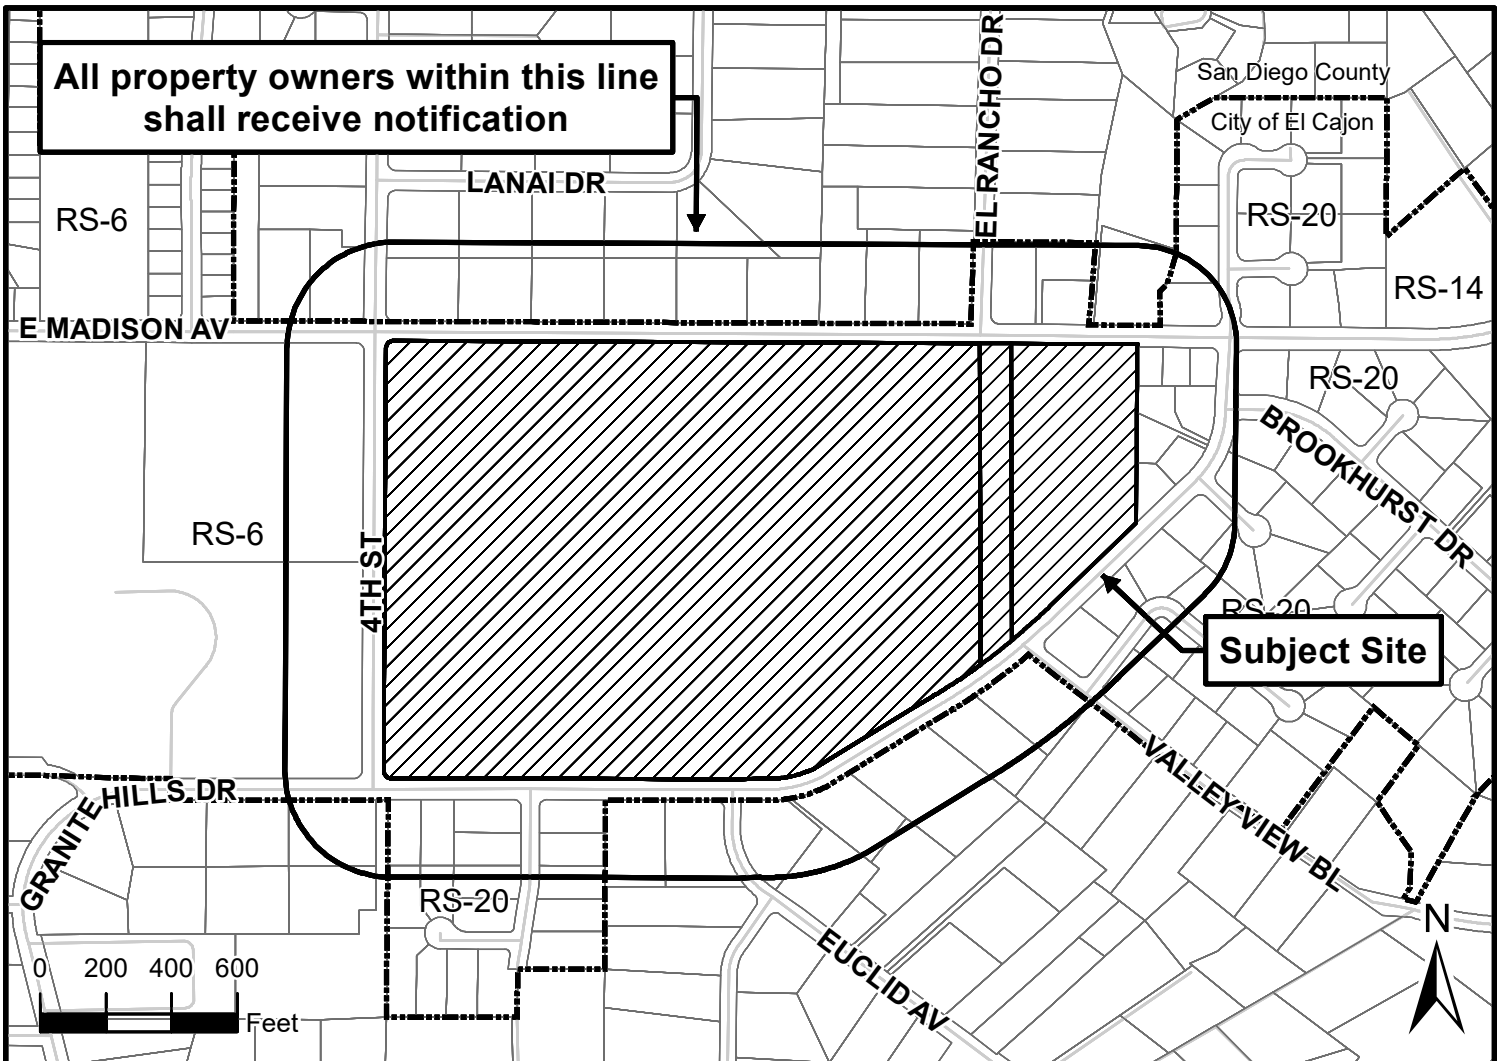 EL RANCHO DR
All property owners within this line
shall receive notification
San Diego County
City of El Cajon
LANAI DR
RS-6
RS-20
RS-14
E MADISON AV
RS-20
BROOKHURST DR
RS-6
4TH ST
RS-20
Subject Site
VALLEY VIEW BL
GRANITE HILLS DR
RS-20
N
EUCLID AV
0 200 400 600
Feet